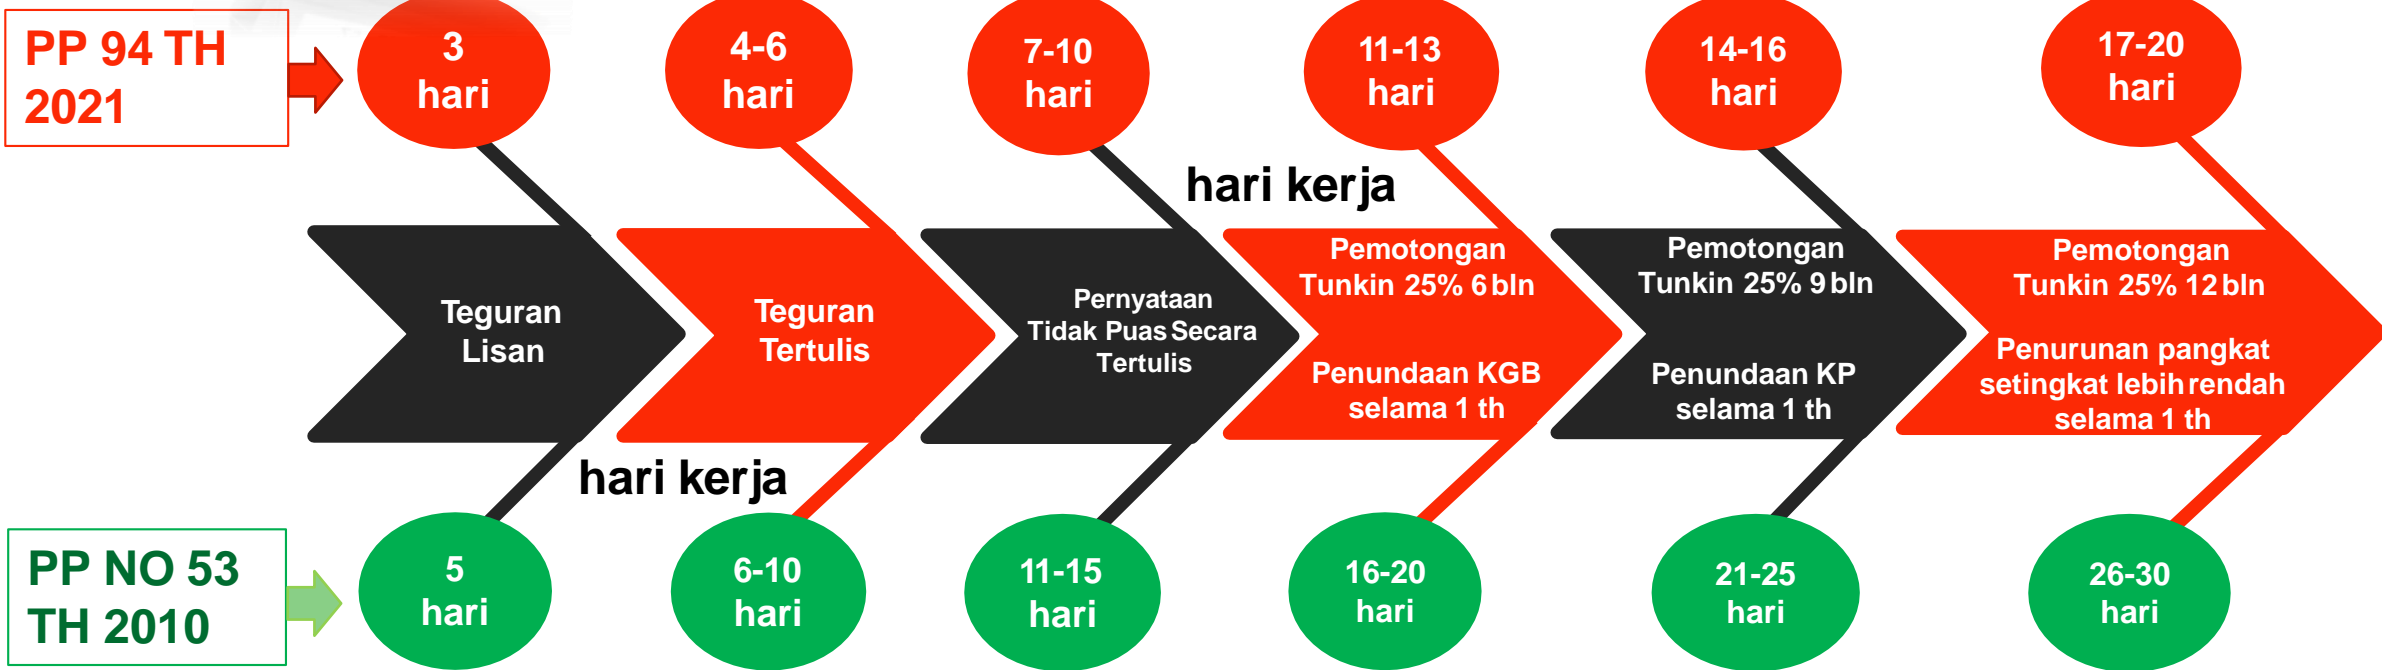 PP 94 TH
2021
3
hari
4-6
hari
7-10
hari
11-13
hari
14-16
hari
17-20
hari
hari kerja
Teguran
Lisan
Teguran
Tertulis
Pernyataan
Tidak Puas Secara
Tertulis
Pemotongan
Tunkin 25% 6 bln
Penundaan KGB
selama 1 th
Pemotongan
Tunkin 25% 9 bln
Penundaan KP
selama 1 th
Pemotongan
Tunkin 25% 12 bln
Penurunan pangkat
setingkat lebih rendah
selama 1 th
hari kerja
PP NO 53
TH 2010
5
hari
6-10
hari
11-15
hari
16-20
hari
21-25
hari
26-30
hari